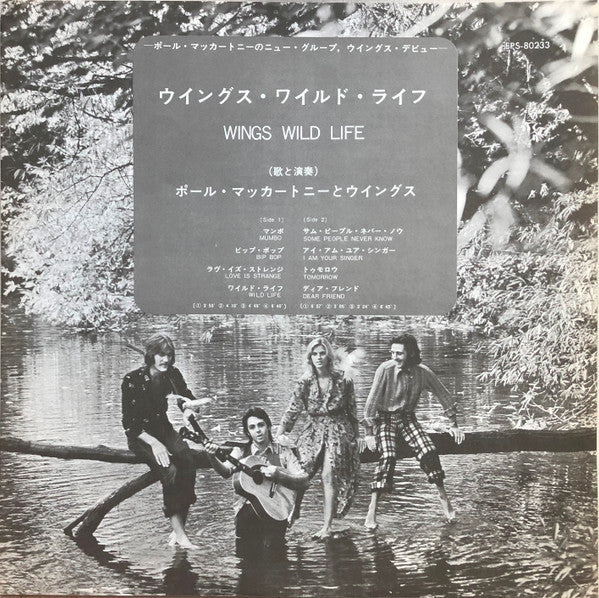 —ポール・マッカートニーのニュー・グループ，ウイングス・デビュー—
EPS-80233
ウイングス・ワイルド・ライフ
WINGS WILD LIFE
（歌と演奏）
ポール・マッカートニーとウイングス
(Side 1)
マンボ
MUMBO
ビップ・ボップ
BIP BOP
ラヴ・イズ・ストレンジ
LOVE IS STRANGE
ワイルド・ライフ
WILD LIFE
(Side 2)
サム・ピープル・ネバー・ノウ
SOME PEOPLE NEVER KNOW
アイ・アム・ユア・シンガー
I AM YOUR SINGER
トゥモロウ
TOMORROW
ディア・フレンド
DEAR FRIEND